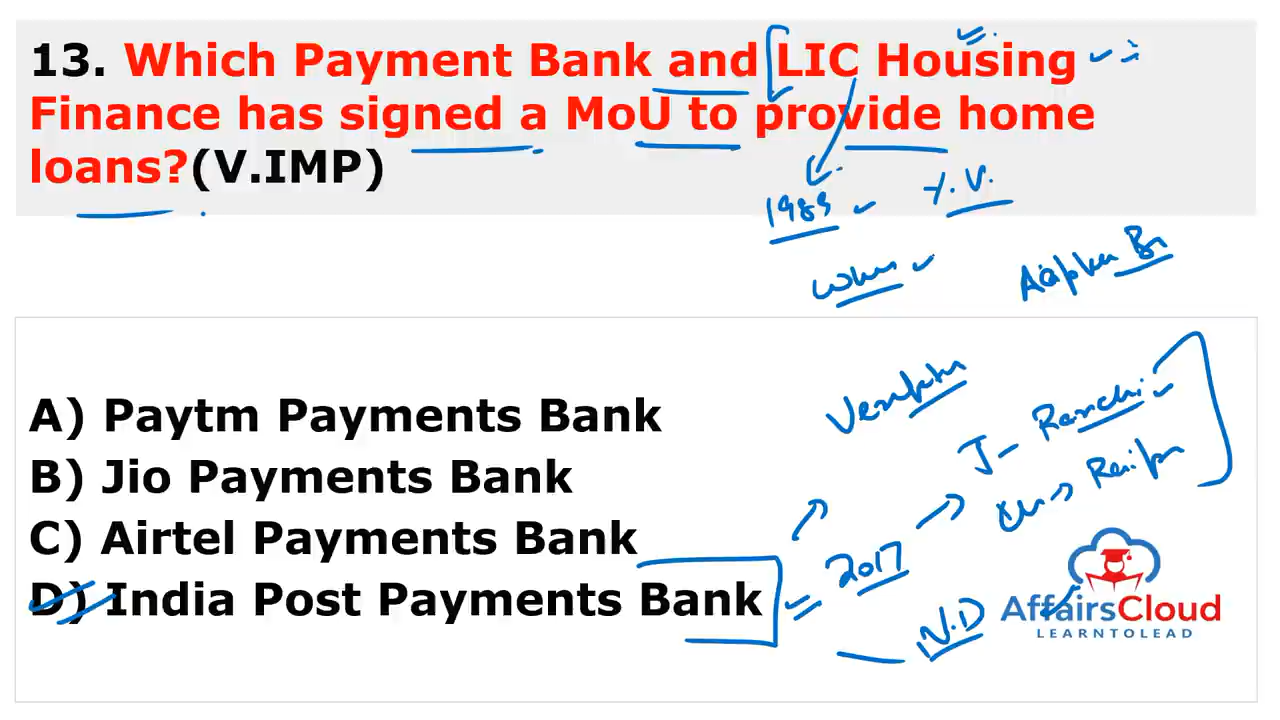 13. Which Payment Bank and LIC Housing
Finance has signed a MoU to provide home
loans?(V.IMP)
1989
Y.V.
A) Paytm Payments Bank
B) Jio Payments Bank
C) Airtel Payments Bank
D) India Post Payments Bank
J- Ranchi
2017
N.D
AffairsCloud
LEARNTOLEAD